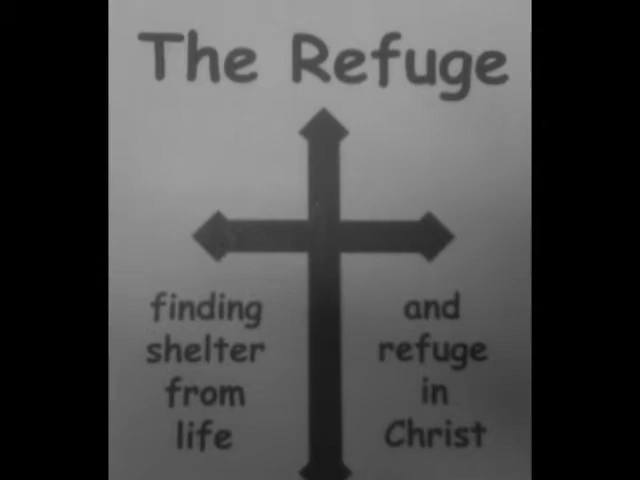 The Refuge
finding
shelter
from
life
and
refuge
in
Christ